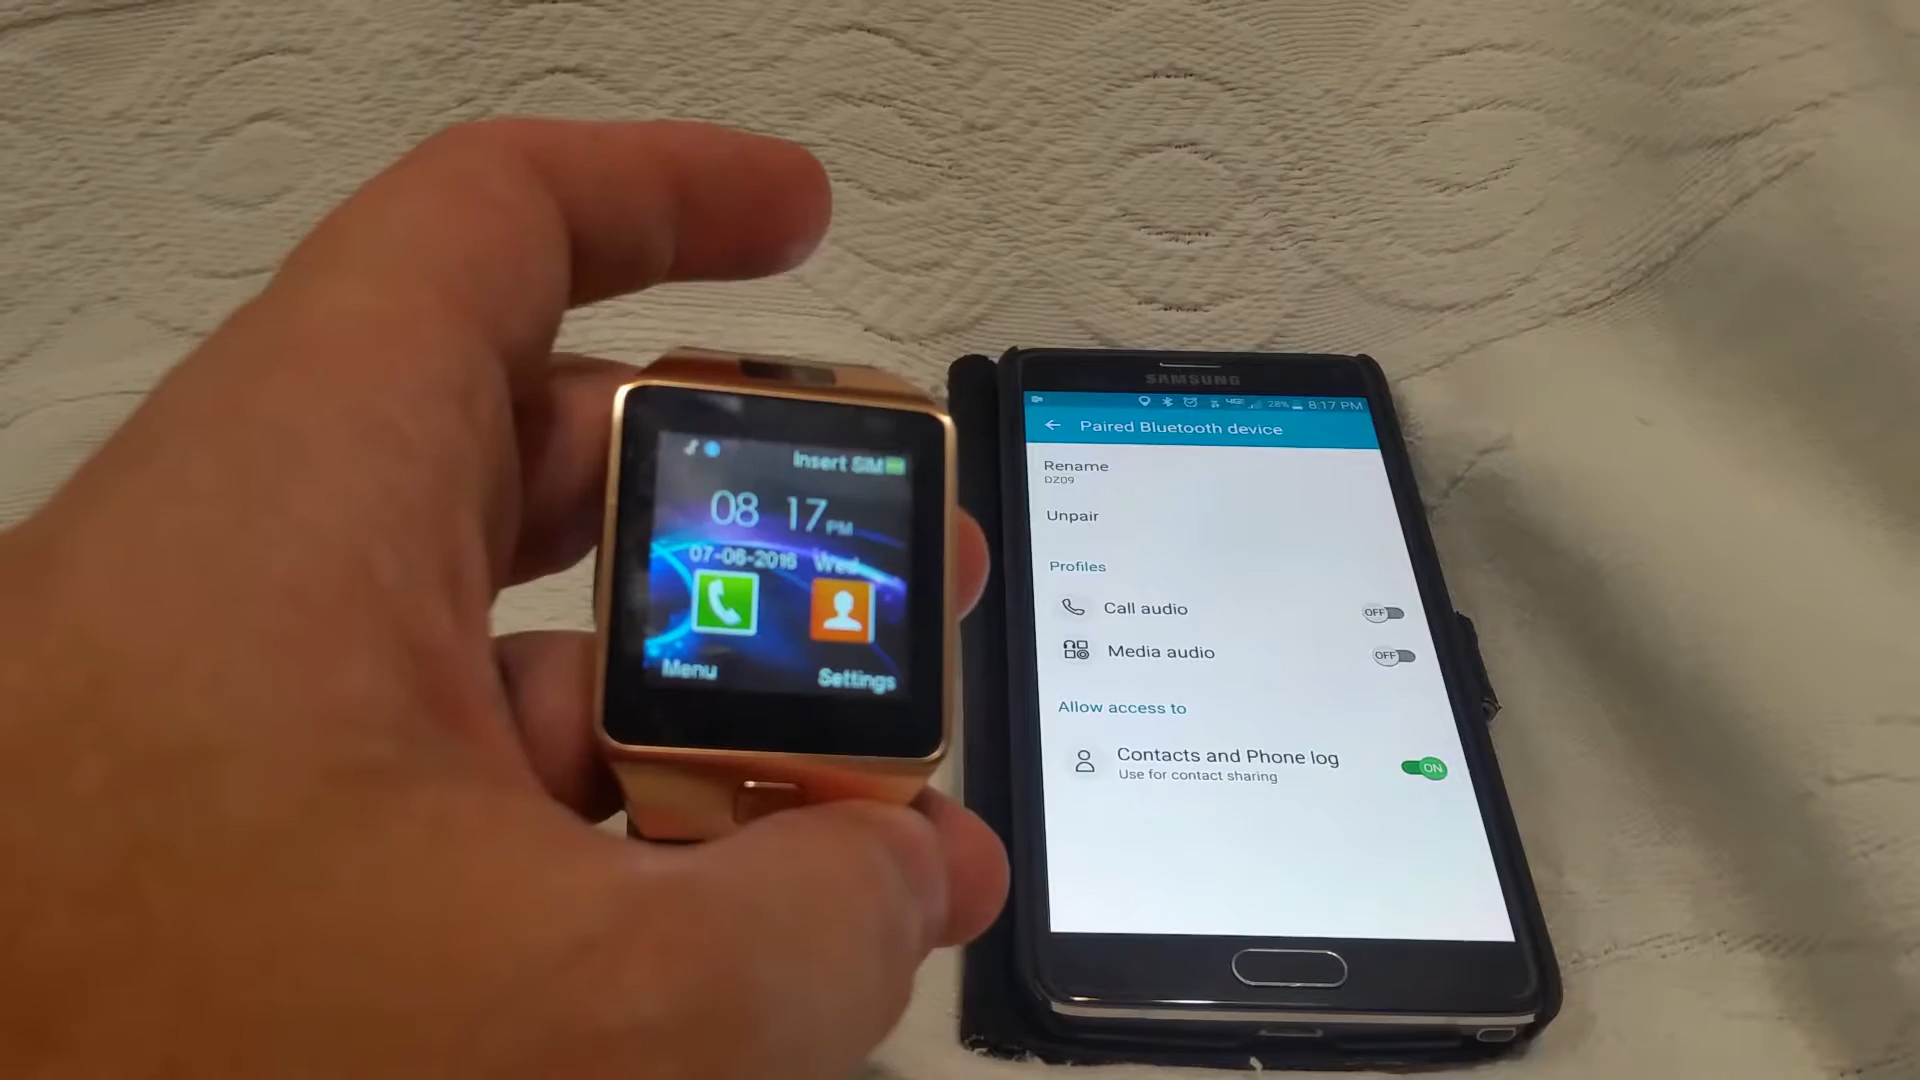 Insert SIM
08 17 PM
07-06-2016 Wed
Menu
Settings
SAMSUNG
28% 8:17 PM
Paired Bluetooth device
Rename
DZ09
Unpair
Profiles
Call audio
OFF
Media audio
OFF
Allow access to
Contacts and Phone log
Use for contact sharing
ON